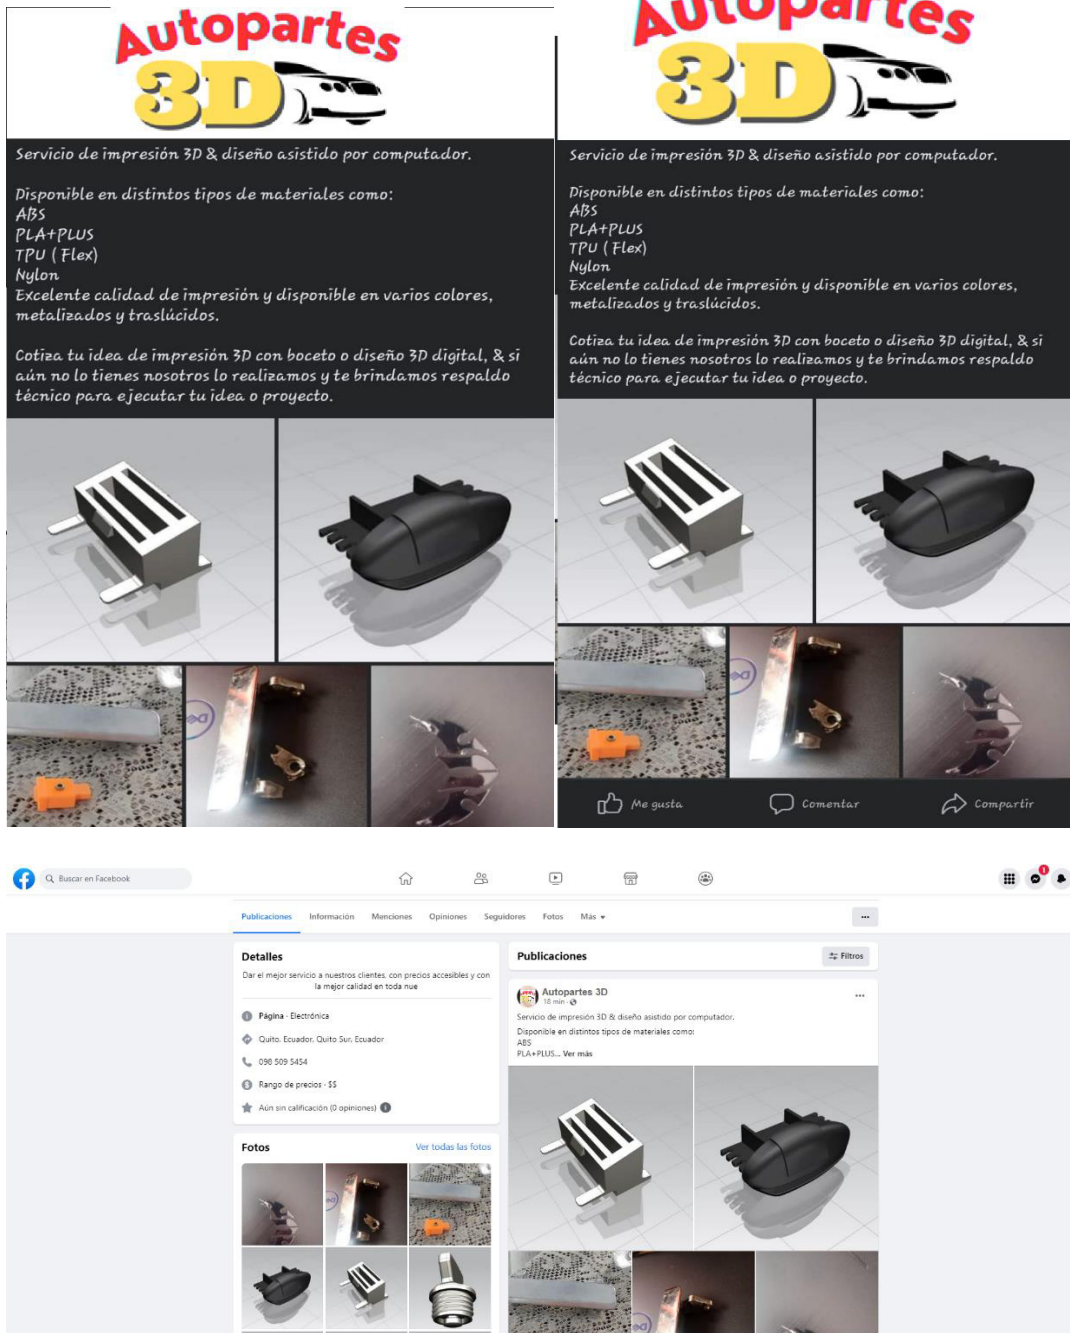 Autopartes
3D
Servicio de impresión 3D & diseño asistido por computador.
Disponible en distintos tipos de materiales como:
ABS
PLA+PLUS
TPU ( Flex)
Nylon
Excelente calidad de impresión y disponible en varios colores,
metalizados y traslúcidos.
Cotiza tu idea de impresión 3D con boceto o diseño 3D digital, & si
aún no lo tienes nosotros lo realizamos y te brindamos respaldo
técnico para ejecutar tu idea o proyecto.
Autopartes
3D
Servicio de impresión 3D & diseño asistido por computador.
Disponible en distintos tipos de materiales como:
ABS
PLA+PLUS
TPU ( Flex)
Nylon
Excelente calidad de impresión y disponible en varios colores,
metalizados y traslúcidos.
Cotiza tu idea de impresión 3D con boceto o diseño 3D digital, & si
aún no lo tienes nosotros lo realizamos y te brindamos respaldo
técnico para ejecutar tu idea o proyecto.
Me gusta
Comentar
Compartir
Buscar en Facebook
1
Publicaciones Información Menciones Opiniones Seguidores Fotos Más
Detalles
Dar el mejor servicio a nuestros clientes, con precios accesibles y con
la mejor calidad en toda nue
Página · Electrónica
Quito, Ecuador, Quito Sur, Ecuador
098 509 5454
Rango de precios · $$
Aún sin calificación (0 opiniones)
Fotos
Ver todas las fotos
Publicaciones
Filtros
Autopartes 3D
18 min ·
Servicio de impresión 3D & diseño asistido por computador.
Disponible en distintos tipos de materiales como:
ABS
PLA+PLUS... Ver más